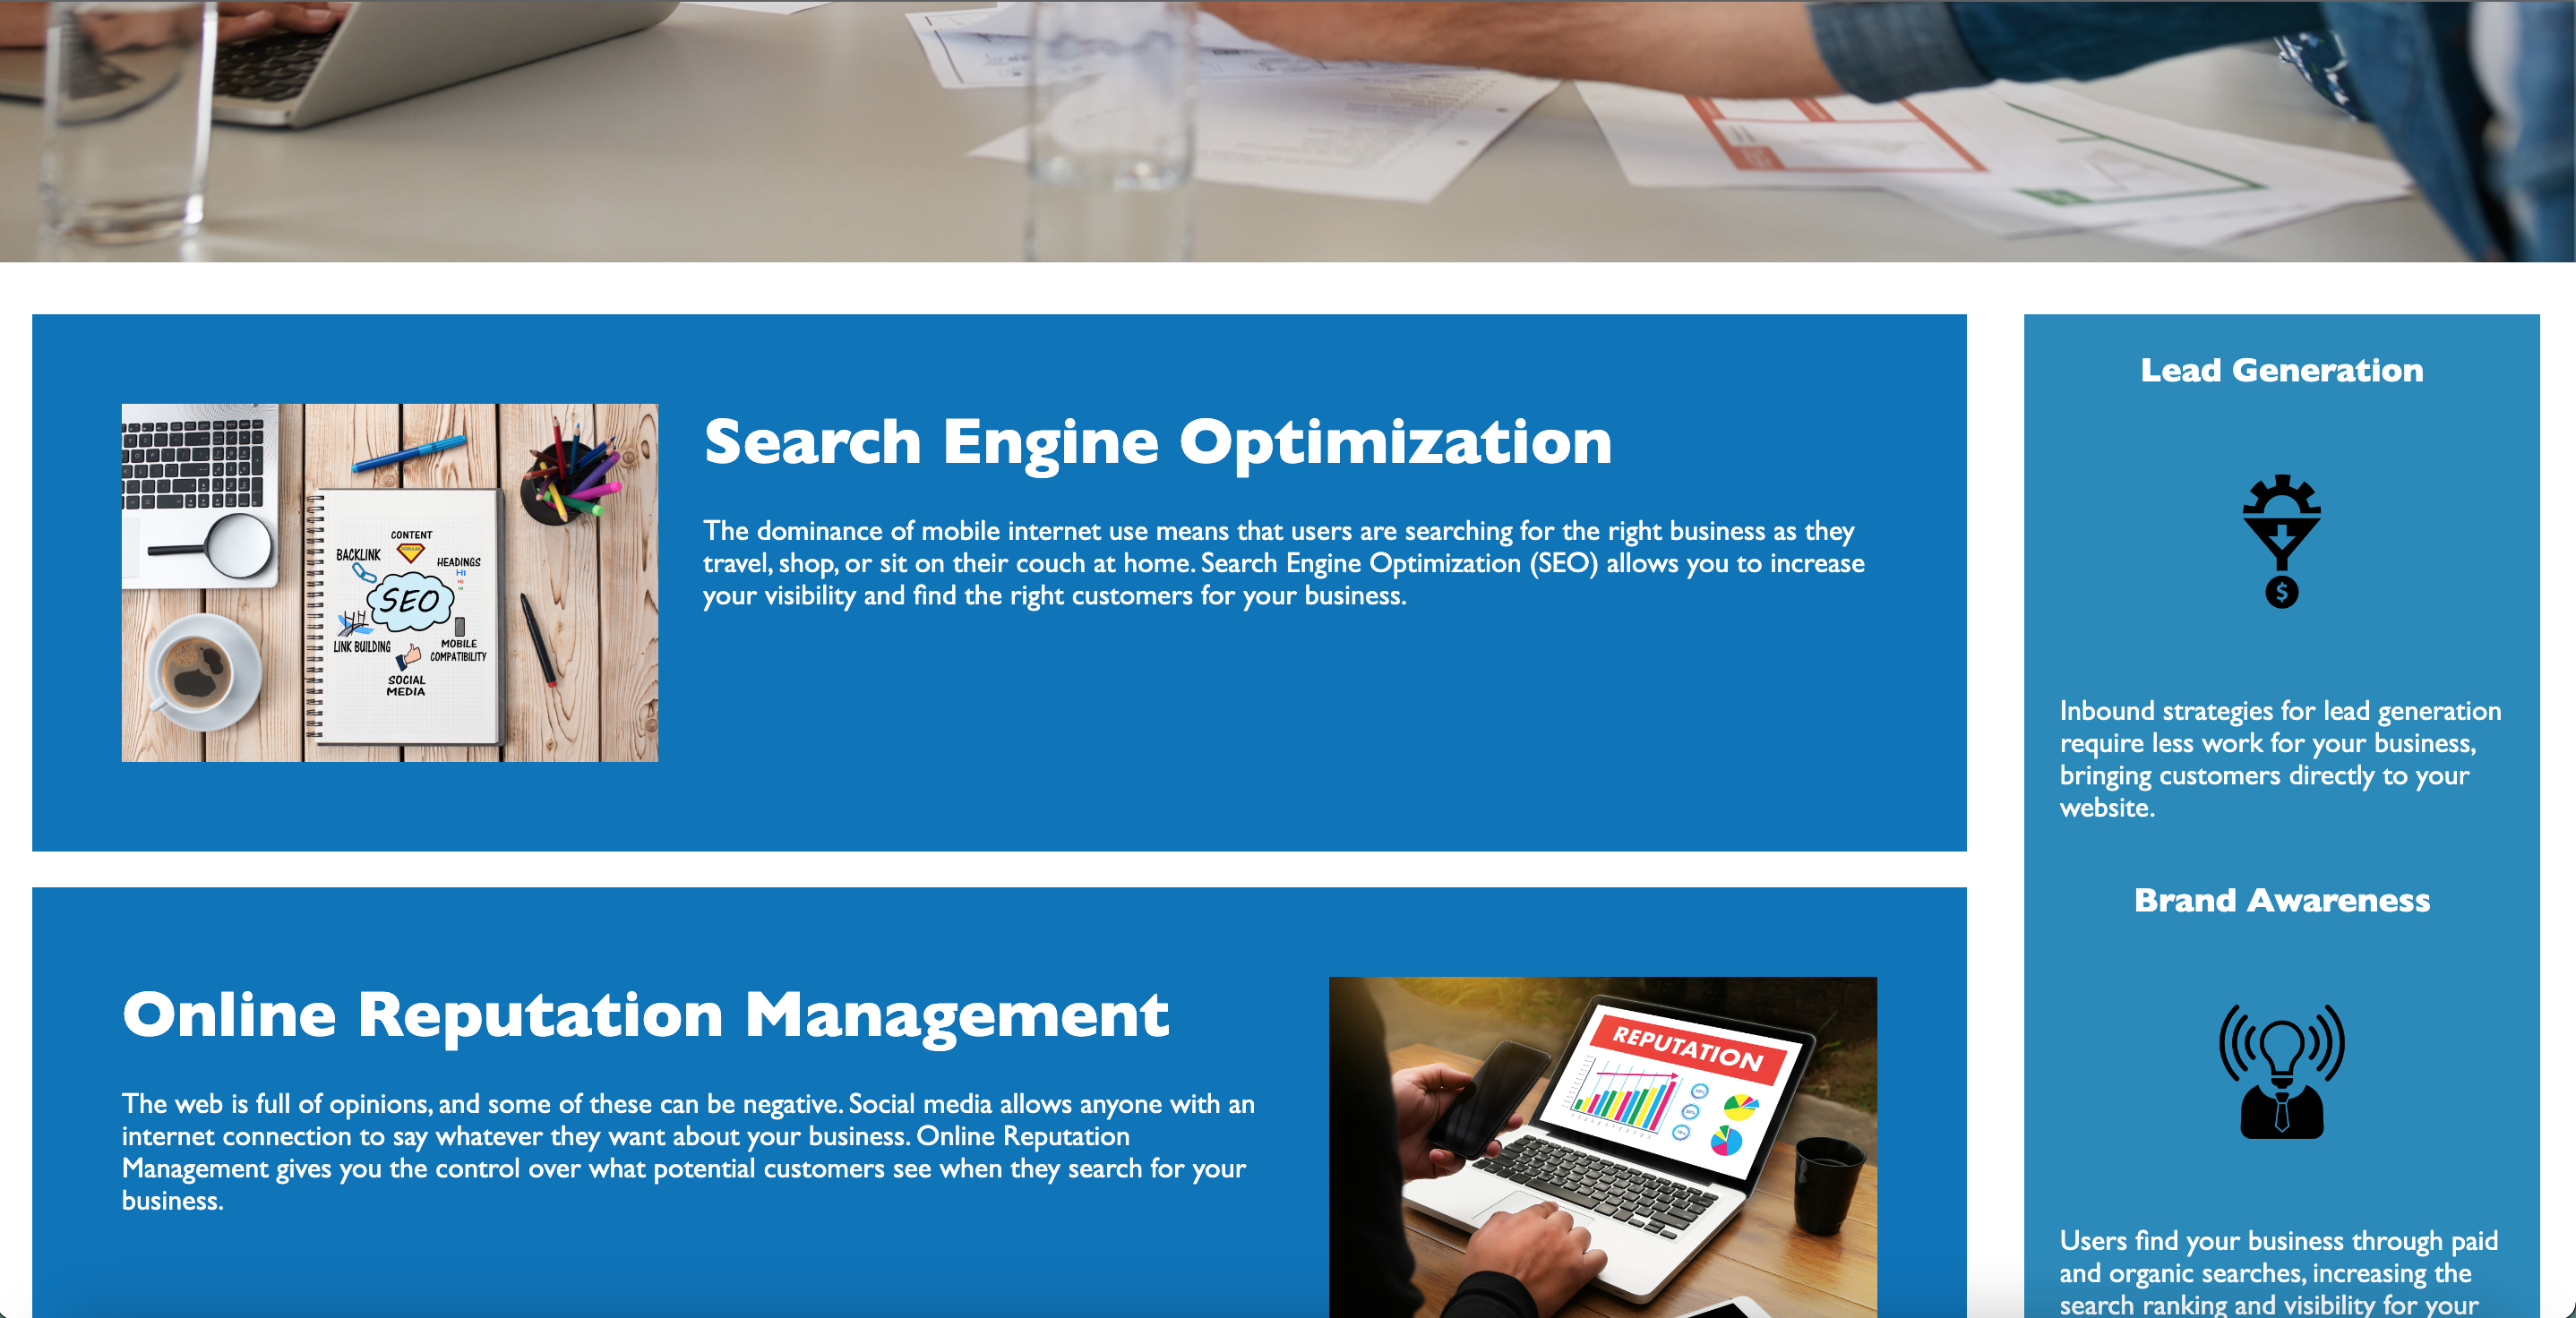 Search Engine Optimization
The dominance of mobile internet use means that users are searching for the right business as they
travel, shop, or sit on their couch at home. Search Engine Optimization (SEO) allows you to increase
your visibility and find the right customers for your business.
CONTENT
BACKLINK
HEADINGS
H1
SEO
LINK BUILDING
MOBILE
COMPATIBILITY
SOCIAL
MEDIA
Online Reputation Management
The web is full of opinions, and some of these can be negative. Social media allows anyone with an
internet connection to say whatever they want about your business. Online Reputation
Management gives you the control over what potential customers see when they search for your
business.
REPUTATION
Lead Generation
$
Inbound strategies for lead generation
require less work for your business,
bringing customers directly to your
website.
Brand Awareness
Users find your business through paid
and organic searches, increasing the
search ranking and visibility for your